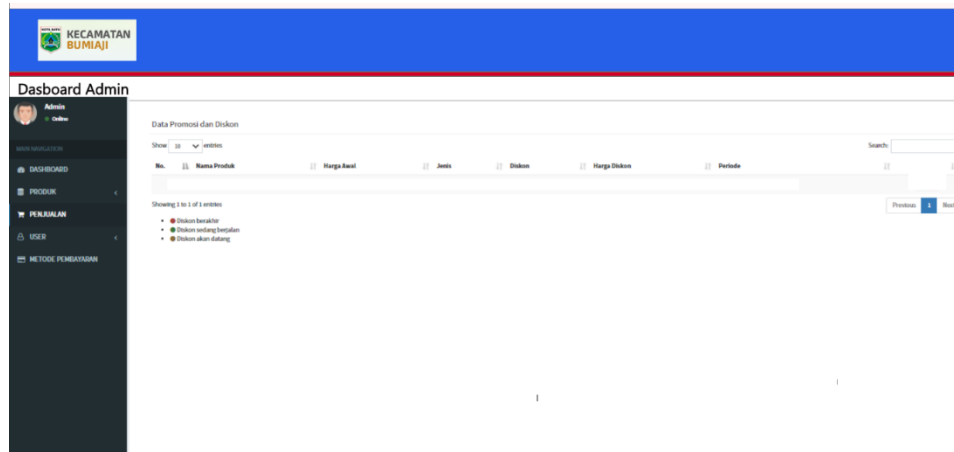 KECAMATAN
BUMIAJI
Dasboard Admin
Admin
Online
MAIN NAVIGATION
DASHBOARD
PRODUK
PENJUALAN
USER
METODE PEMBAYARAN
Data Promosi dan Diskon
Show 10 entries
Search:
No. Nama Produk Harga Awal Jenis Diskon Harga Diskon Periode
Showing 1 to 1 of 1 entries
Previous 1 Next
Diskon berakhir
Diskon sedang berjalan
Diskon akan datang